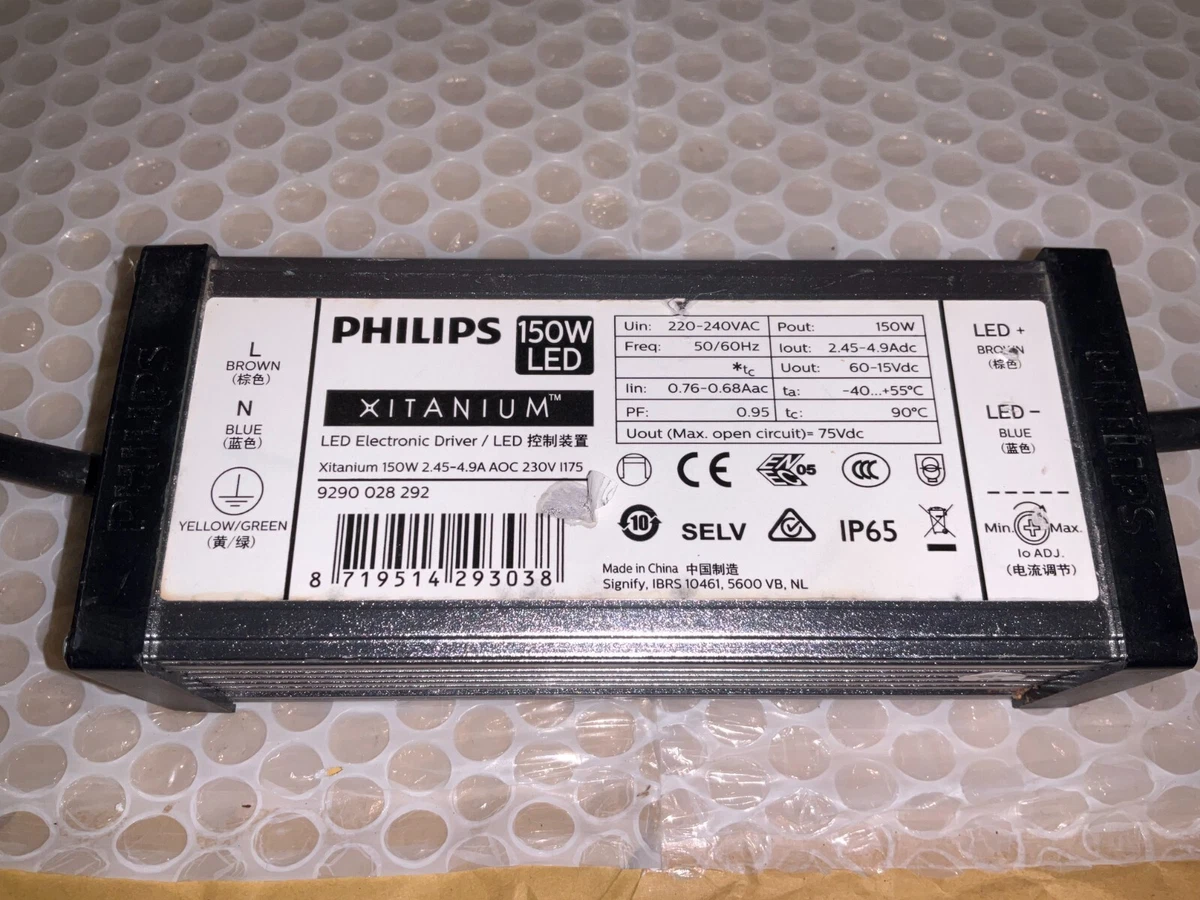 L
BROWN
(棕色)
N
BLUE
(蓝色)
YELLOW/GREEN
(黄/绿)
PHILIPS
150W
LED
XITANIUM™
LED Electronic Driver / LED 控制装置
Xitanium 150W 2.45-4.9A AOC 230V I175
9290 028 292
8 719514 293038
Uin: 220-240VAC
Pout: 150W
Freq: 50/60Hz
Iout: 2.45-4.9Adc
*tc
Uout: 60-15Vdc
Iin: 0.76-0.68Aac
ta: -40...+55°C
PF: 0.95
tc: 90°C
Uout (Max. open circuit)= 75Vdc
CE
ENEC 05
CCC
10
SELV
IP65
Made in China 中国制造
Signify, IBRS 10461, 5600 VB, NL
LED +
BROWN
(棕色)
LED -
BLUE
(蓝色)
Min. Max.
Io ADJ.
(电流调节)
PHILIPS
PHILIPS